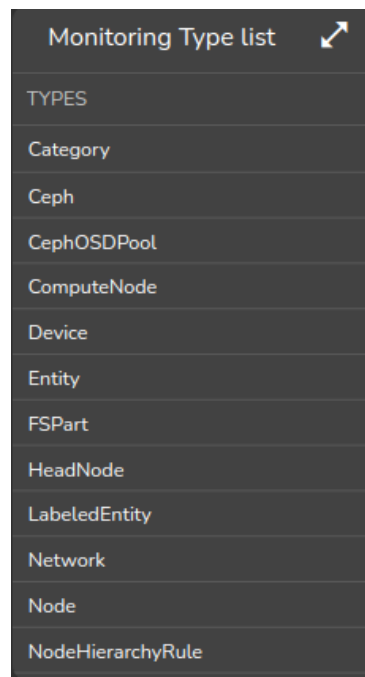 Monitoring Type list
TYPES
Category
Ceph
CephOSDPool
ComputeNode
Device
Entity
FSPart
HeadNode
LabeledEntity
Network
Node
NodeHierarchyRule